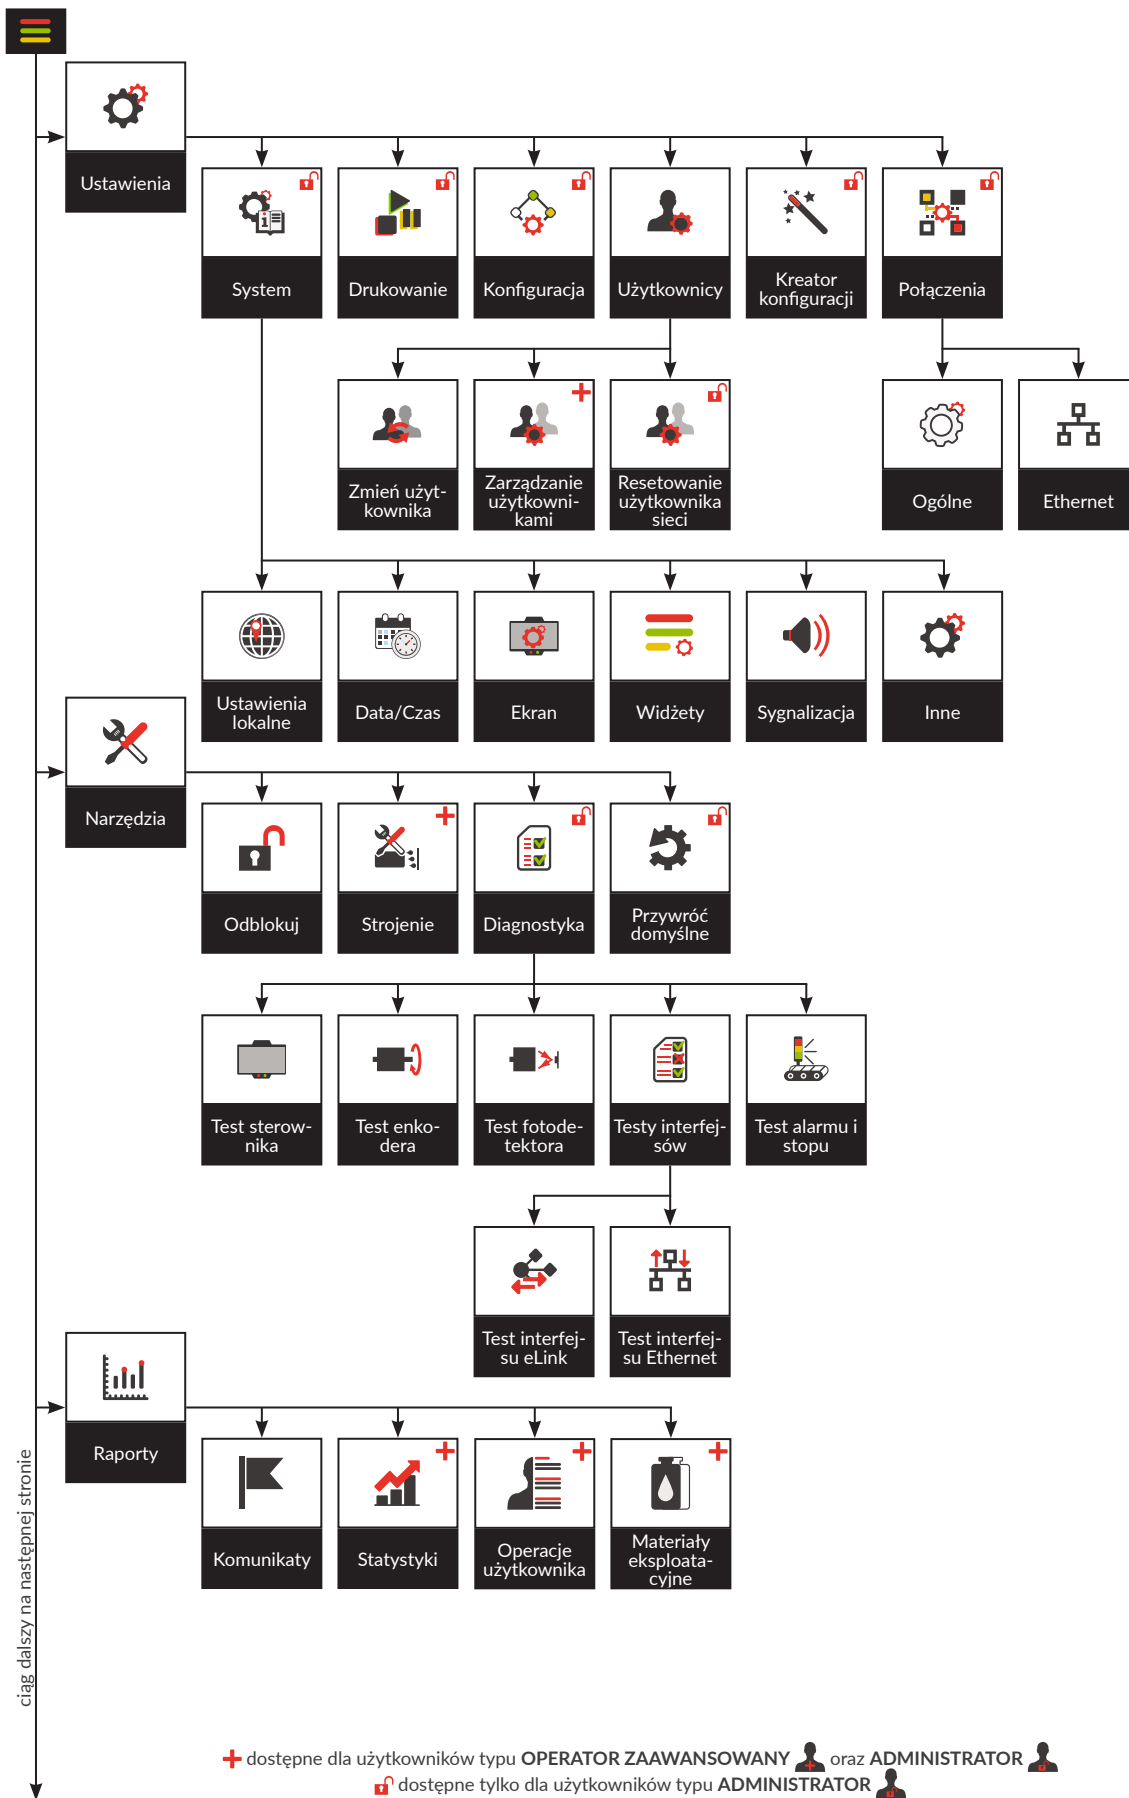 Ustawienia
System
Drukowanie
Konfiguracja
Użytkownicy
Kreator
konfiguracji
Połączenia
Zmień użyt-
kownika
Zarządzanie
użytkowni-
kami
Resetowanie
użytkownika
sieci
Ogólne
Ethernet
Ustawienia
lokalne
Data/Czas
Ekran
Widżety
Sygnalizacja
Inne
Narzędzia
Odblokuj
Strojenie
Diagnostyka
Przywróć
domyślne
Test sterow-
nika
Test enko-
dera
Test fotode-
tektora
Testy interfej-
sów
Test alarmu i
stopu
Test interfej-
su eLink
Test interfej-
su Ethernet
Raporty
Komunikaty
Statystyki
Operacje
użytkownika
Materiały
eksploata-
cyjne
ciąg dalszy na następnej stronie
dostępne dla użytkowników typu OPERATOR ZAAWANSOWANY oraz ADMINISTRATOR
dostępne tylko dla użytkowników typu ADMINISTRATOR